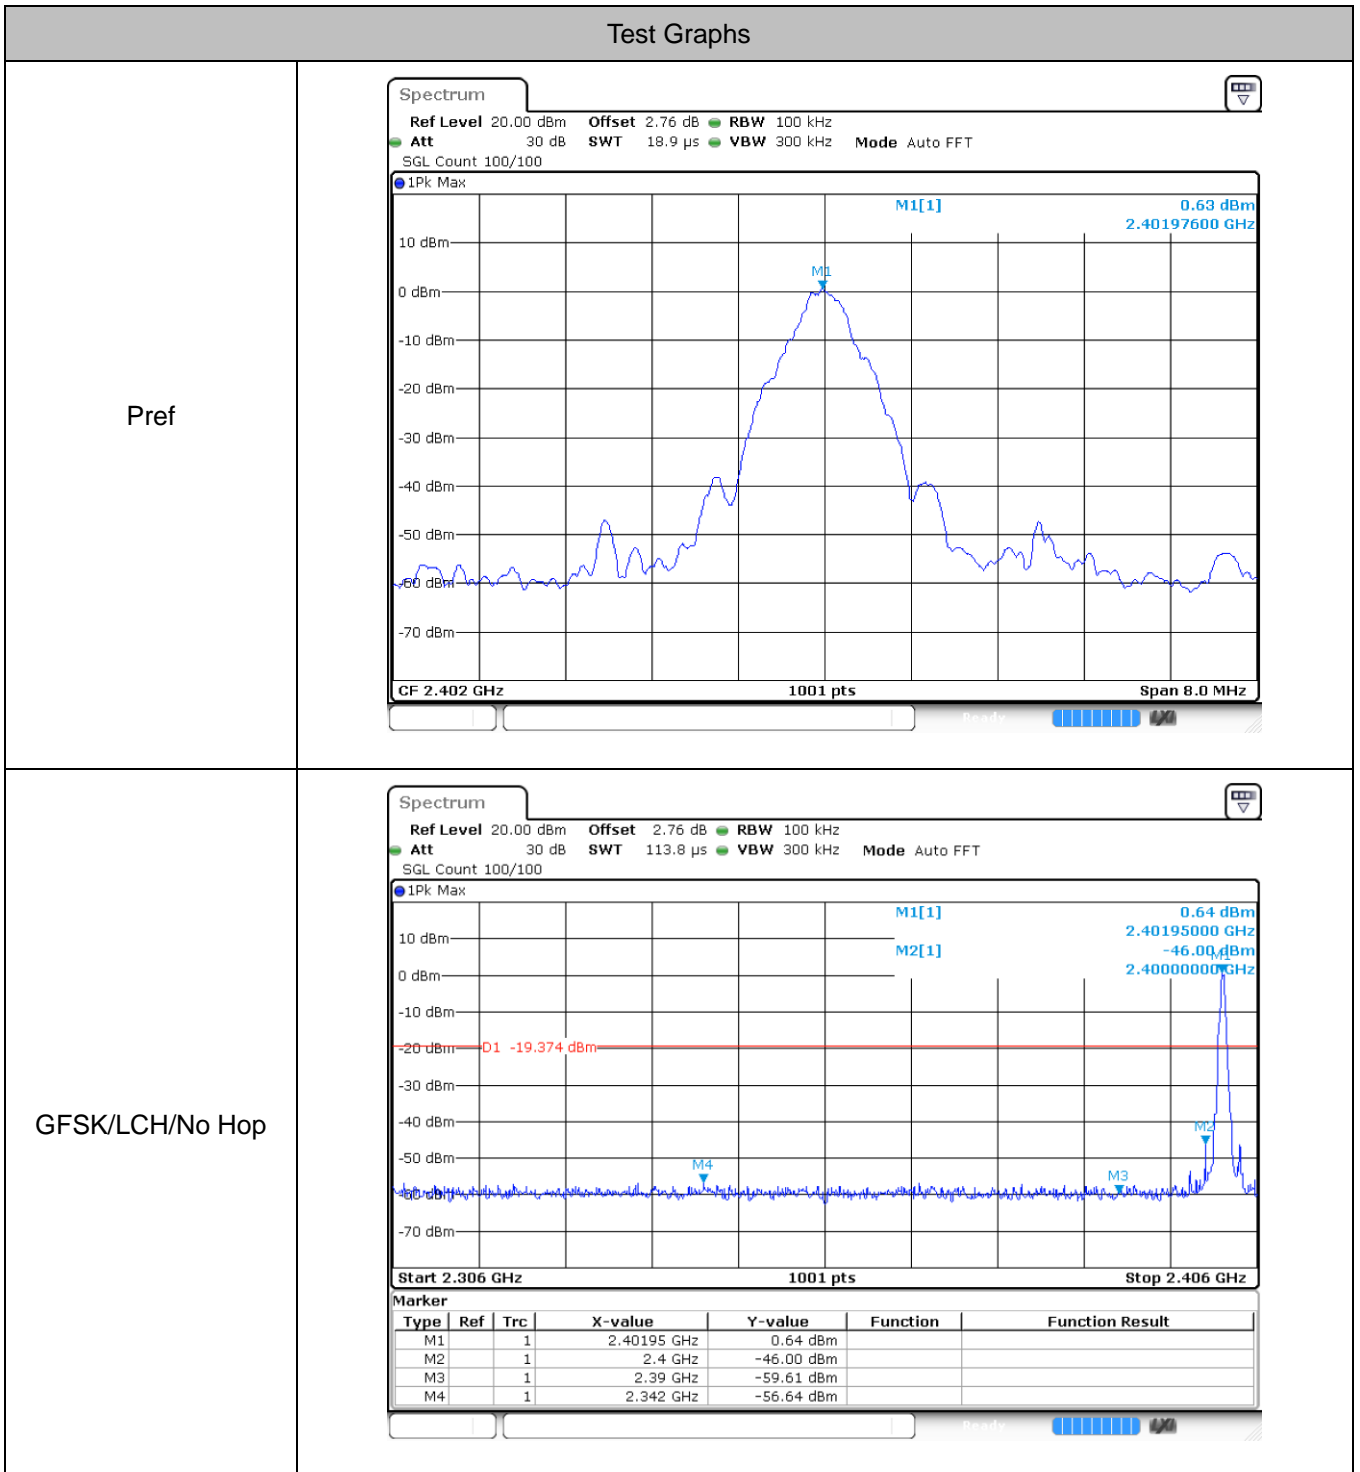 Test Graphs
Pref
Spectrum
Ref Level 20.00 dBm Offset 2.76 dB RBW 100 kHz
Att 30 dB SWT 18.9 µs VBW 300 kHz Mode Auto FFT
SGL Count 100/100
1Pk Max
M1[1] 0.63 dBm
2.40197600 GHz
10 dBm
M1
0 dBm
-10 dBm
-20 dBm
-30 dBm
-40 dBm
-50 dBm
-60 dBm
-70 dBm
CF 2.402 GHz 1001 pts Span 8.0 MHz
Ready
GFSK/LCH/No Hop
Spectrum
Ref Level 20.00 dBm Offset 2.76 dB RBW 100 kHz
Att 30 dB SWT 113.8 µs VBW 300 kHz Mode Auto FFT
SGL Count 100/100
1Pk Max
M1[1] 0.64 dBm
2.40195000 GHz
10 dBm
M2[1] -46.00 dBm
M1
2.40000000 GHz
0 dBm
-10 dBm
-20 dBm D1 -19.374 dBm
-30 dBm
-40 dBm
M2
-50 dBm
M4
M3
-60 dBm
-70 dBm
Start 2.306 GHz 1001 pts Stop 2.406 GHz
Marker
Type Ref Trc X-value Y-value Function Function Result
M1 1 2.40195 GHz 0.64 dBm
M2 1 2.4 GHz -46.00 dBm
M3 1 2.39 GHz -59.61 dBm
M4 1 2.342 GHz -56.64 dBm
Ready